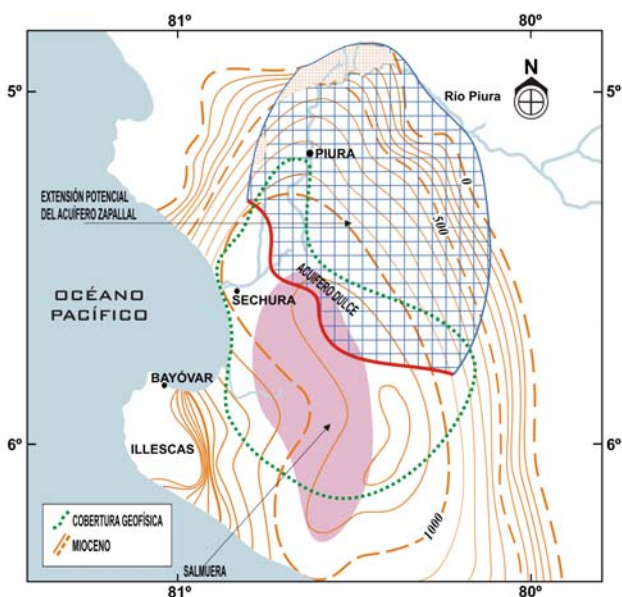 81º
80º
5º
5º
N
Río Piura
PIURA
0
EXTENSIÓN POTENCIAL
DEL ACUÍFERO ZAPALLAL
500
ACUÍFERO DULCE
OCÉANO
PACÍFICO
SECHURA
BAYÓVAR
ILLESCAS
6º
6º
1000
COBERTURA GEOFÍSICA
MIOCENO
SALMUERA
81º
80º